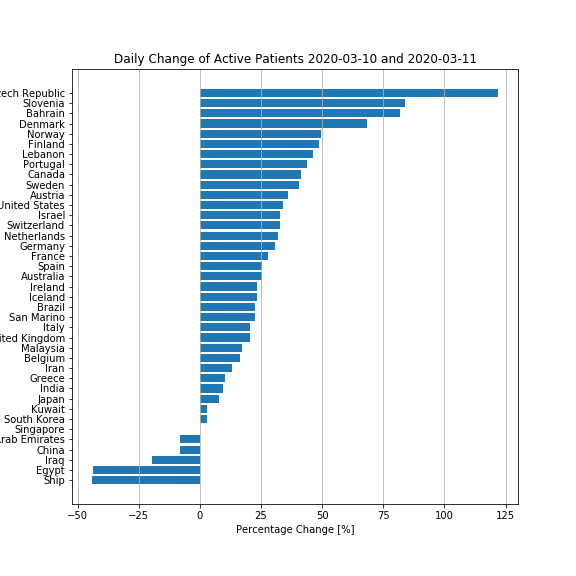 Daily Change of Active Patients 2020-03-10 and 2020-03-11
zech Republic
Slovenia
Bahrain
Denmark
Norway
Finland
Lebanon
Portugal
Canada
Sweden
Austria
United States
Israel
Switzerland
Netherlands
Germany
France
Spain
Australia
Ireland
Iceland
Brazil
San Marino
Italy
ited Kingdom
Malaysia
Belgium
Iran
Greece
India
Japan
Kuwait
South Korea
Singapore
Arab Emirates
China
Iraq
Egypt
Ship
−50 −25 0 25 50 75 100 125
Percentage Change [%]